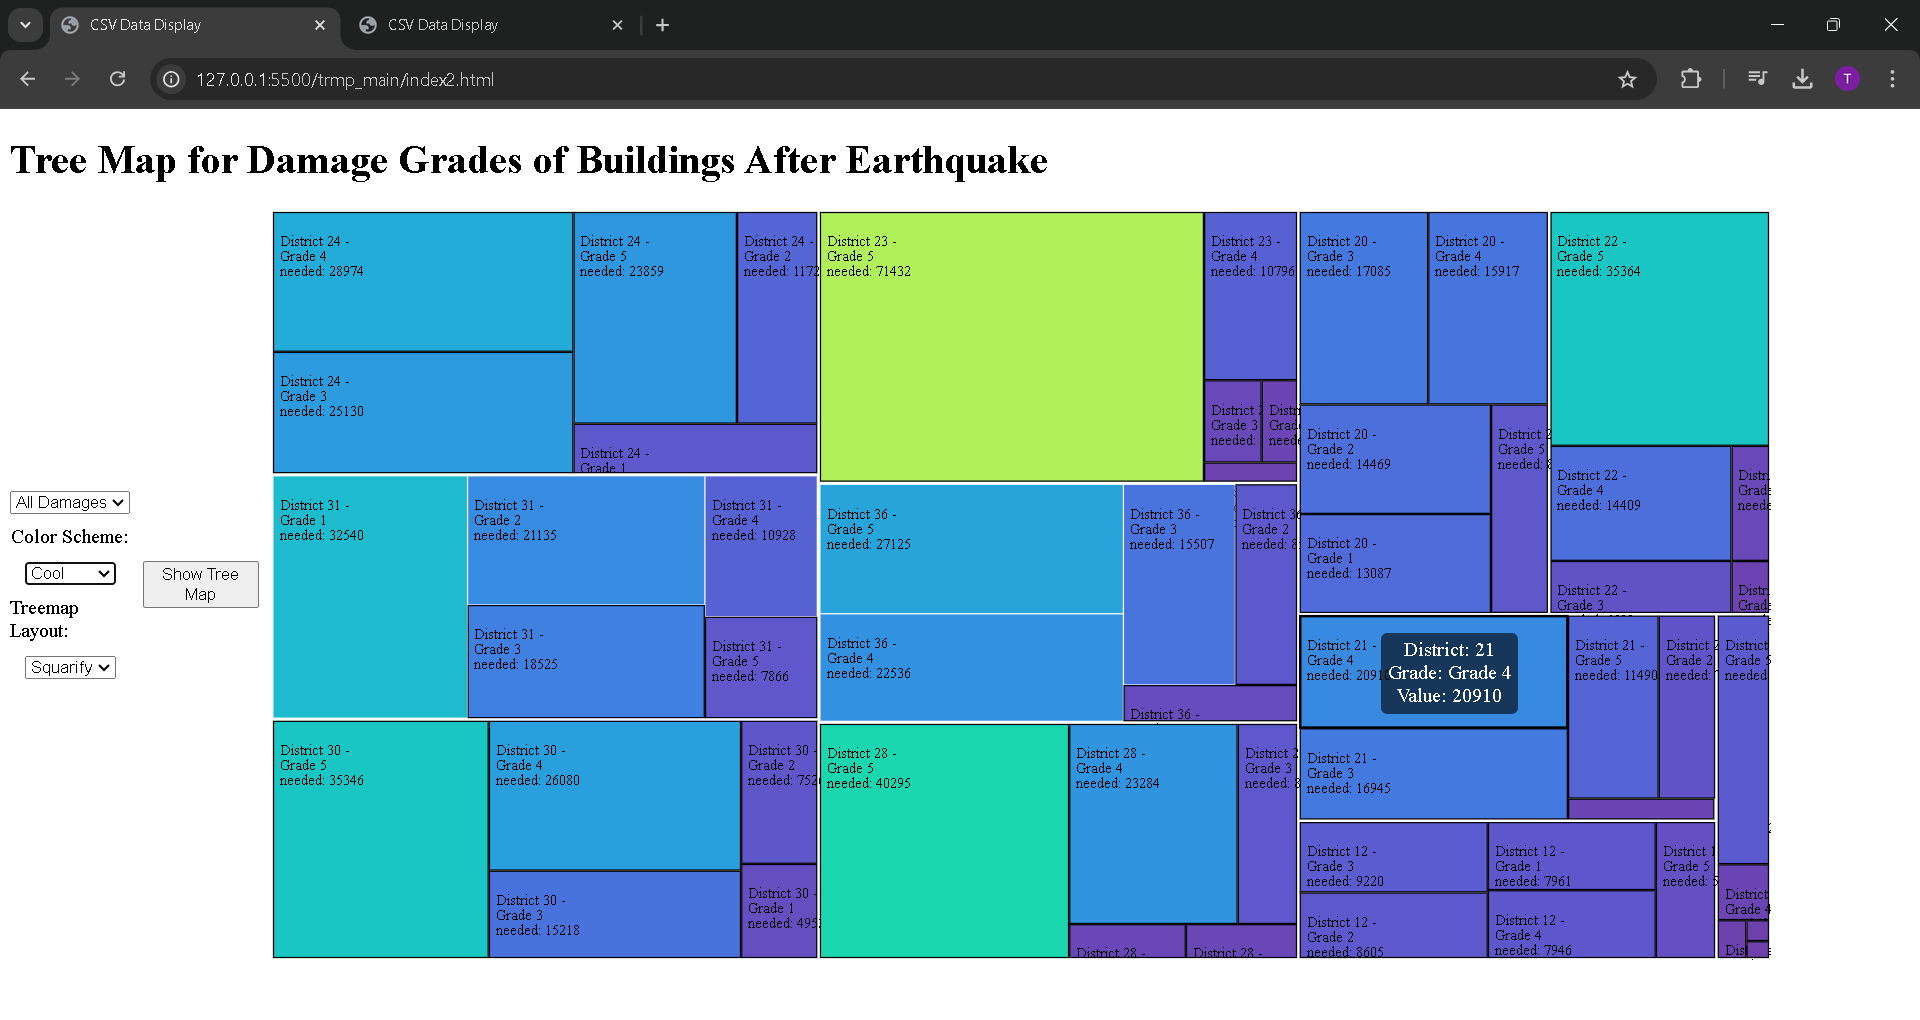 CSV Data Display
CSV Data Display
127.0.0.1:5500/trmp_main/index2.html
T
Tree Map for Damage Grades of Buildings After Earthquake
All Damages
Color Scheme:
Cool
Treemap
Layout:
Squarify
Show Tree
Map
District 24 -
Grade 4
needed: 28974
District 24 -
Grade 5
needed: 23859
District 24 -
Grade 2
needed: 1172
District 24 -
Grade 3
needed: 25130
District 24 -
Grade 1
District 23 -
Grade 5
needed: 71432
District 23 -
Grade 4
needed: 10796
District
Grade 3
needed:
District 20 -
Grade 3
needed: 17085
District 20 -
Grade 4
needed: 15917
District 20 -
Grade 2
needed: 14469
District 2
Grade 5
needed: 8
District 20 -
Grade 1
needed: 13087
District 22 -
Grade 5
needed: 35364
District 22 -
Grade 4
needed: 14409
District 22 -
Grade 3
District 31 -
Grade 1
needed: 32540
District 31 -
Grade 2
needed: 21135
District 31 -
Grade 4
needed: 10928
District 31 -
Grade 3
needed: 18525
District 31 -
Grade 5
needed: 7866
District 36 -
Grade 5
needed: 27125
District 36 -
Grade 3
needed: 15507
District 36
Grade 2
needed: 8
District 36 -
Grade 4
needed: 22536
District 36 -
District 21 -
Grade 4
needed: 2091
District: 21
Grade: Grade 4
Value: 20910
District 21 -
Grade 5
needed: 11490
District 2
Grade 2
needed:
District
Grade 5
needed
District 21 -
Grade 3
needed: 16945
District 30 -
Grade 5
needed: 35346
District 30 -
Grade 4
needed: 26080
District 30 -
Grade 2
needed: 752
District 30 -
Grade 3
needed: 15218
District 30 -
Grade 1
needed: 495
District 28 -
Grade 5
needed: 40295
District 28 -
Grade 4
needed: 23284
District 2
Grade 3
needed: 8
District 28 -
District 28 -
District 12 -
Grade 3
needed: 9220
District 12 -
Grade 1
needed: 7961
District 1
Grade 5
needed: 5
District 12 -
Grade 2
needed: 8605
District 12 -
Grade 4
needed: 7946
District
Grade 4